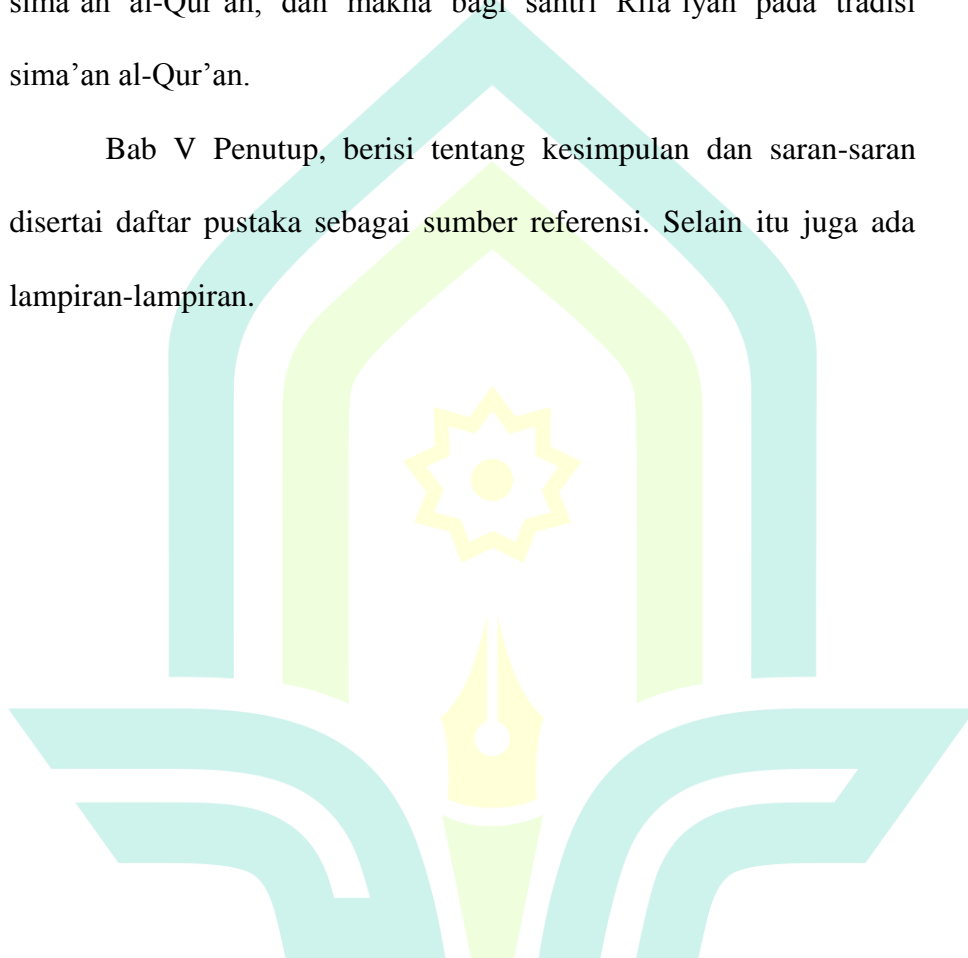 sima'an al-Qur'an, dan makna bagi santri Rifa'iyah pada tradisi
sima'an al-Qur'an.
Bab V Penutup, berisi tentang kesimpulan dan saran-saran
disertai daftar pustaka sebagai sumber referensi. Selain itu juga ada
lampiran-lampiran.